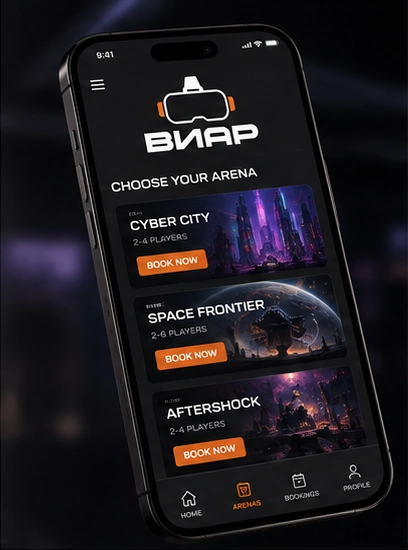 9:41
ВИАР
CHOOSE YOUR ARENA
CYBER CITY
2-4 PLAYERS
BOOK NOW
SPACE FRONTIER
2-6 PLAYERS
BOOK NOW
AFTERSHOCK
2-4 PLAYERS
BOOK NOW
HOME
ARENAS
BOOKINGS
PROFILE